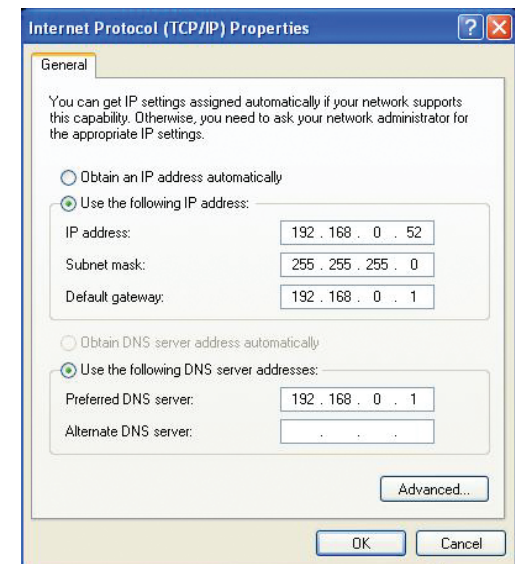 Internet Protocol (TCP/IP) Properties
General
You can get IP settings assigned automatically if your network supports
this capability. Otherwise, you need to ask your network administrator for
the appropriate IP settings.
Obtain an IP address automatically
Use the following IP address:
IP address: 192 . 168 . 0 . 52
Subnet mask: 255 . 255 . 255 . 0
Default gateway: 192 . 168 . 0 . 1
Obtain DNS server address automatically
Use the following DNS server addresses:
Preferred DNS server: 192 . 168 . 0 . 1
Alternate DNS server: . . .
Advanced...
OK Cancel